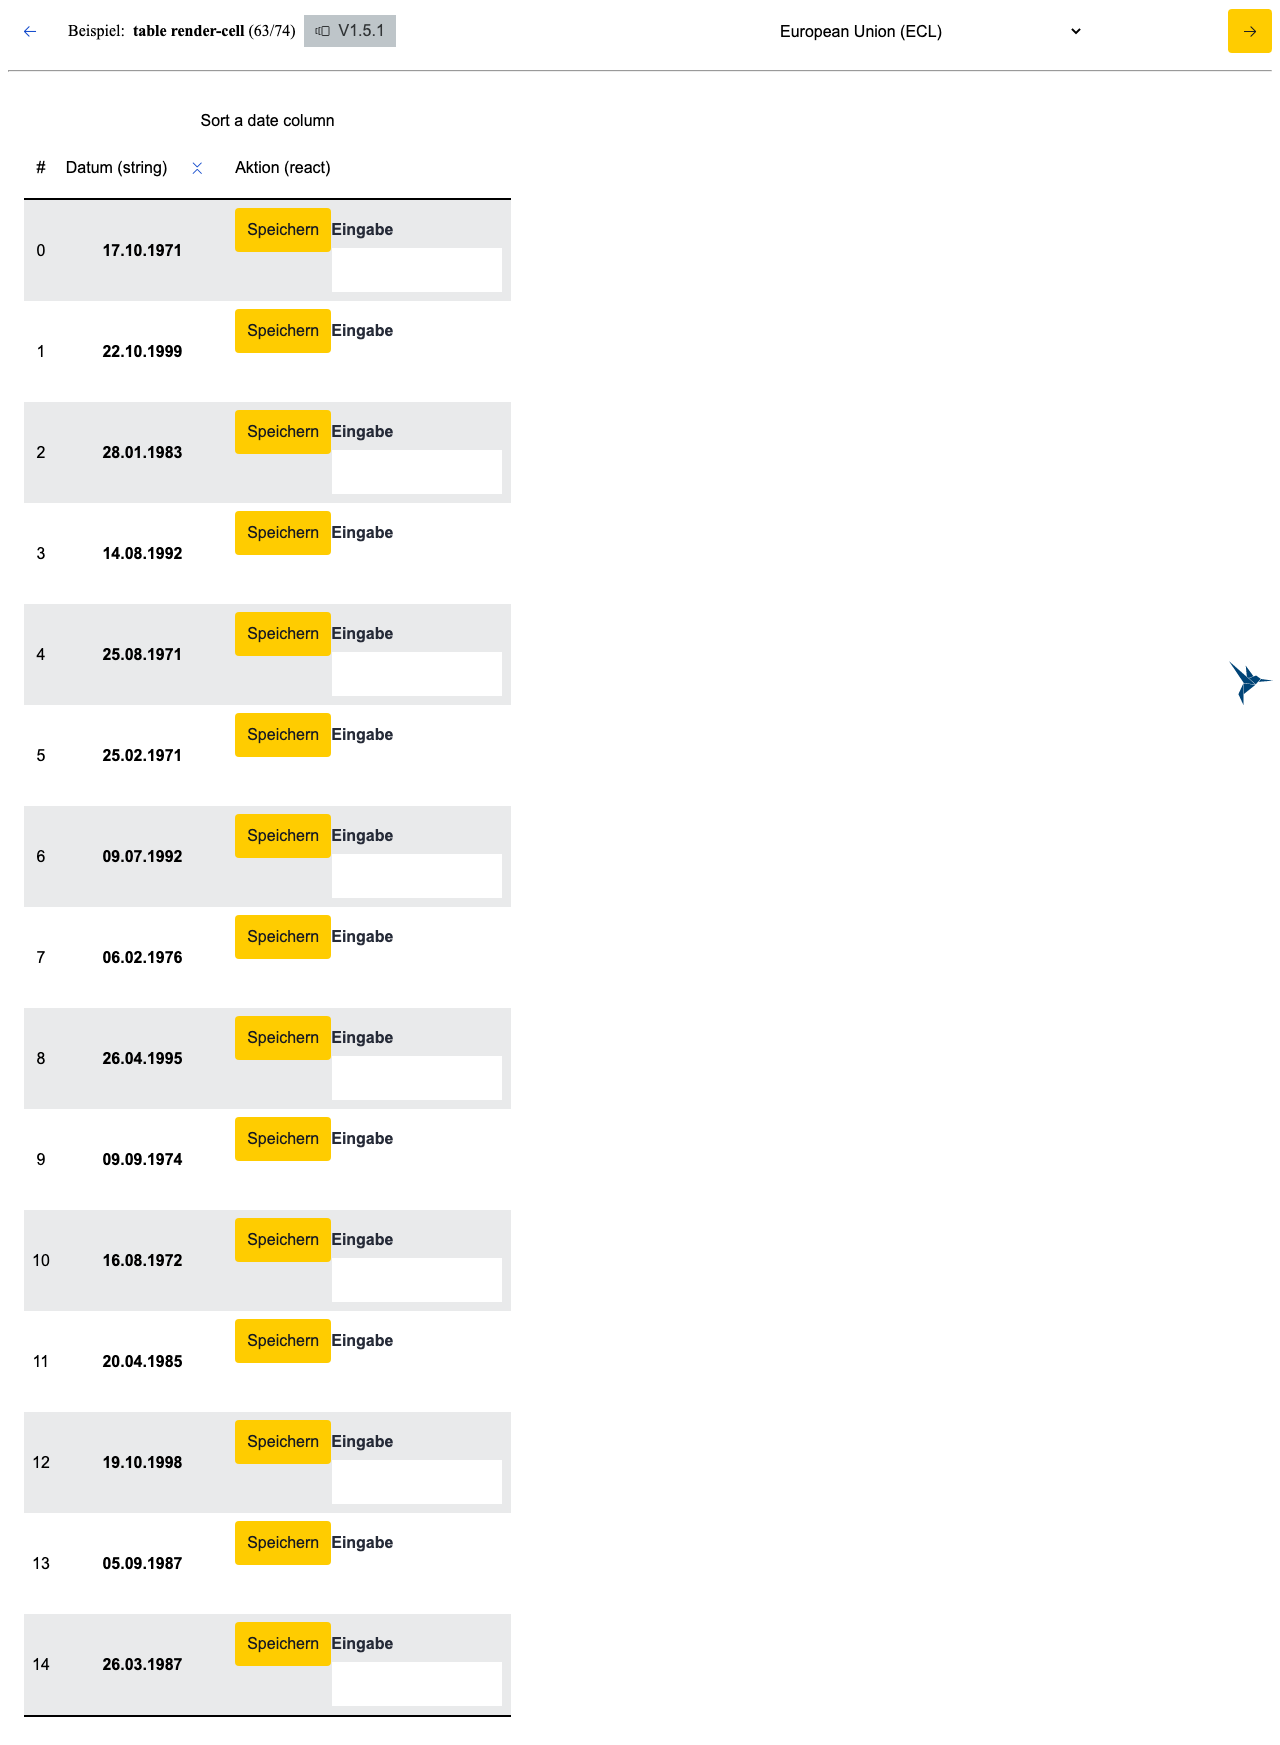 Beispiel: table render-cell (63/74) V1.5.1 European Union (ECL)
Sort a date column
# Datum (string) Aktion (react)
Speichern Eingabe
0 17.10.1971
Speichern Eingabe
1 22.10.1999
Speichern Eingabe
2 28.01.1983
Speichern Eingabe
3 14.08.1992
Speichern Eingabe
4 25.08.1971
Speichern Eingabe
5 25.02.1971
Speichern Eingabe
6 09.07.1992
Speichern Eingabe
7 06.02.1976
Speichern Eingabe
8 26.04.1995
Speichern Eingabe
9 09.09.1974
Speichern Eingabe
10 16.08.1972
Speichern Eingabe
11 20.04.1985
Speichern Eingabe
12 19.10.1998
Speichern Eingabe
13 05.09.1987
Speichern Eingabe
14 26.03.1987